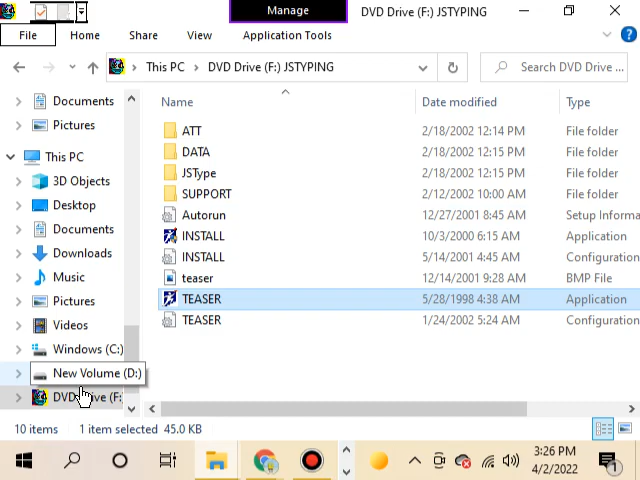 Manage
DVD Drive (F:) JSTYPING
File
Home
Share
View
Application Tools
This PC
DVD Drive (F:) JSTYPING
Search DVD Drive ...
Documents
Pictures
This PC
3D Objects
Desktop
Documents
Downloads
Music
Pictures
Videos
Windows (C:)
New Volume (D:)
DVD Drive (F:
Name Date modified Type
ATT 2/18/2002 12:14 PM File folder
DATA 2/18/2002 12:15 PM File folder
JSType 2/18/2002 12:15 PM File folder
SUPPORT 2/12/2002 10:00 AM File folder
Autorun 12/27/2001 8:45 AM Setup Informa
INSTALL 10/3/2000 6:15 AM Application
INSTALL 5/14/2001 4:45 AM Configuration
teaser 12/14/2001 9:28 AM BMP File
TEASER 5/28/1998 4:38 AM Application
TEASER 1/24/2002 5:24 AM Configuration
10 items 1 item selected 45.0 KB
3:26 PM
4/2/2022
1